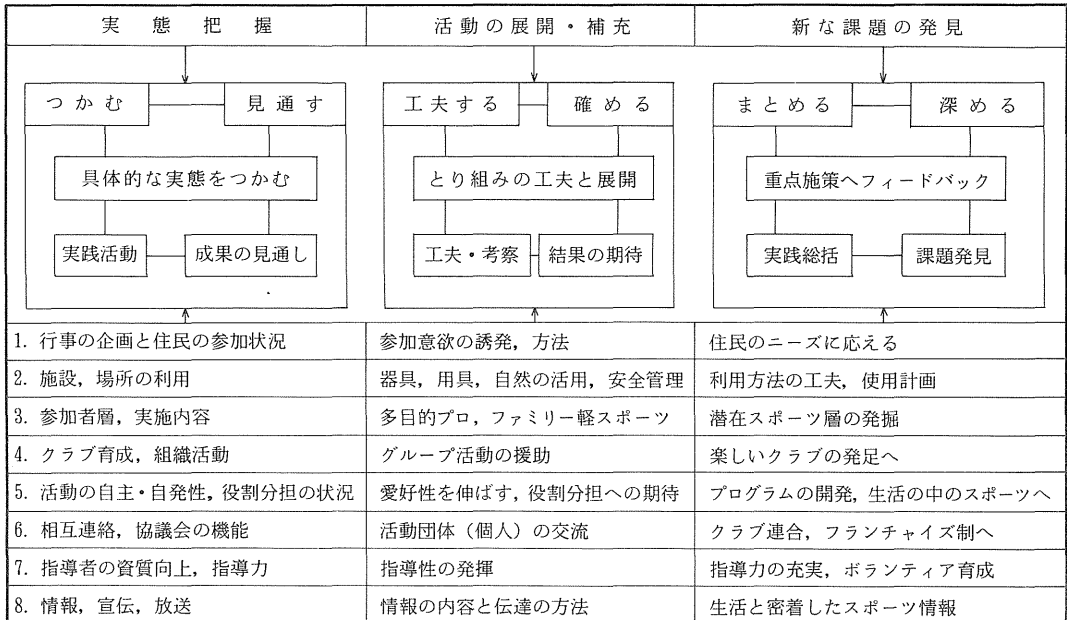 実態把握 活動の展開・補充 新な課題の発見
つかむ 見通す 工夫する 確める まとめる 深める
具体的な実態をつかむ とり組みの工夫と展開 重点施策へフィードバック
実践活動 成果の見通し 工夫・考察 結果の期待 実践総括 課題発見
1. 行事の企画と住民の参加状況 参加意欲の誘発，方法 住民のニーズに応える
2. 施設，場所の利用 器具，用具，自然の活用，安全管理 利用方法の工夫，使用計画
3. 参加者層，実施内容 多目的プロ，ファミリー軽スポーツ 潜在スポーツ層の発掘
4. クラブ育成，組織活動 グループ活動の援助 楽しいクラブの発足へ
5. 活動の自主・自発性，役割分担の状況 愛好性を伸ばす，役割分担への期待 プログラムの開発，生活の中のスポーツへ
6. 相互連絡，協議会の機能 活動団体（個人）の交流 クラブ連合，フランチャイズ制へ
7. 指導者の資質向上，指導力 指導性の発揮 指導力の充実，ボランティア育成
8. 情報，宣伝，放送 情報の内容と伝達の方法 生活と密着したスポーツ情報